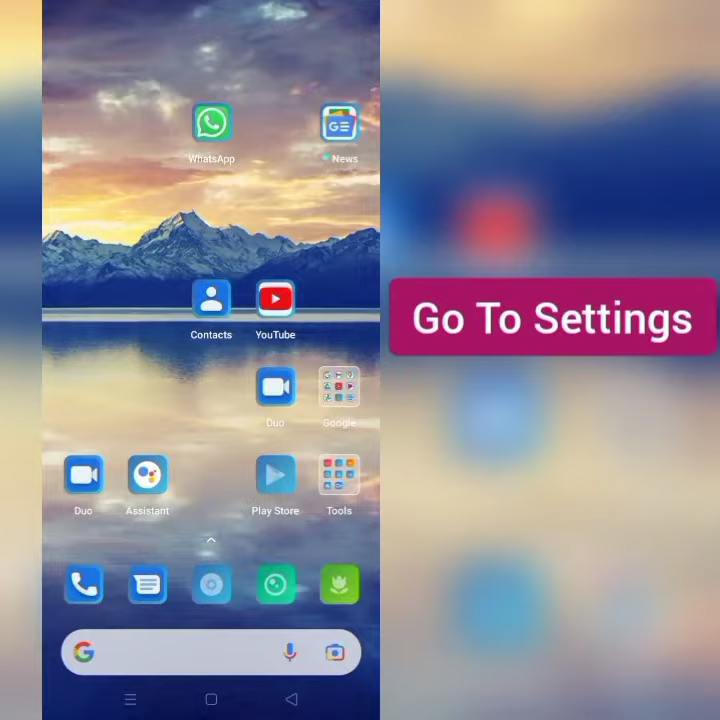 WhatsApp
News
Contacts
YouTube
Duo
Google
Duo
Assistant
Play Store
Tools
Go To Settings